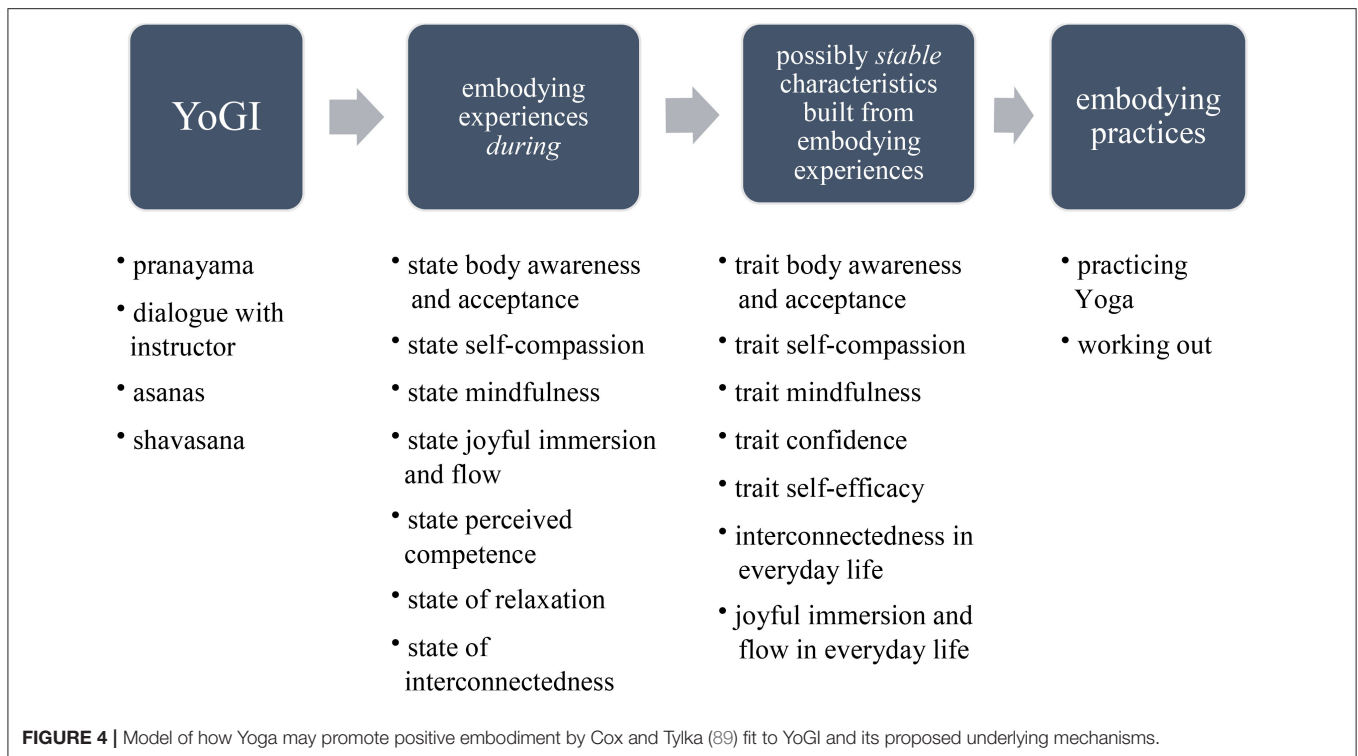 YoGI
embodying
experiences
during
possibly stable
characteristics
built from
embodying
experiences
embodying
practices
• pranayama
• dialogue with
instructor
• asanas
• shavasana
• state body awareness
and acceptance
• state self-compassion
• state mindfulness
• state joyful immersion
and flow
• state perceived
competence
• state of relaxation
• state of
interconnectedness
• trait body awareness
and acceptance
• trait self-compassion
• trait mindfulness
• trait confidence
• trait self-efficacy
• interconnectedness in
everyday life
• joyful immersion and
flow in everyday life
• practicing
Yoga
• working out
FIGURE 4 | Model of how Yoga may promote positive embodiment by Cox and Tylka (89) fit to YoGI and its proposed underlying mechanisms.